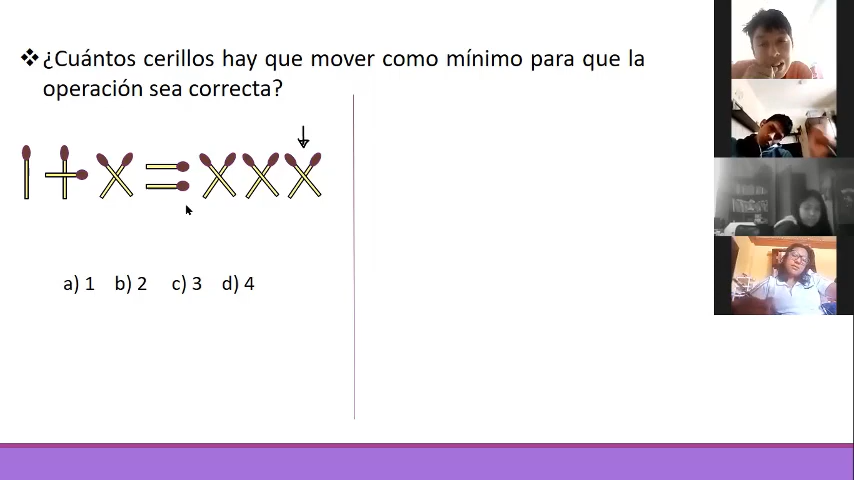 ❖¿Cuántos cerillos hay que mover como mínimo para que la
operación sea correcta?
I + X = X X X
a) 1 b) 2 c) 3 d) 4